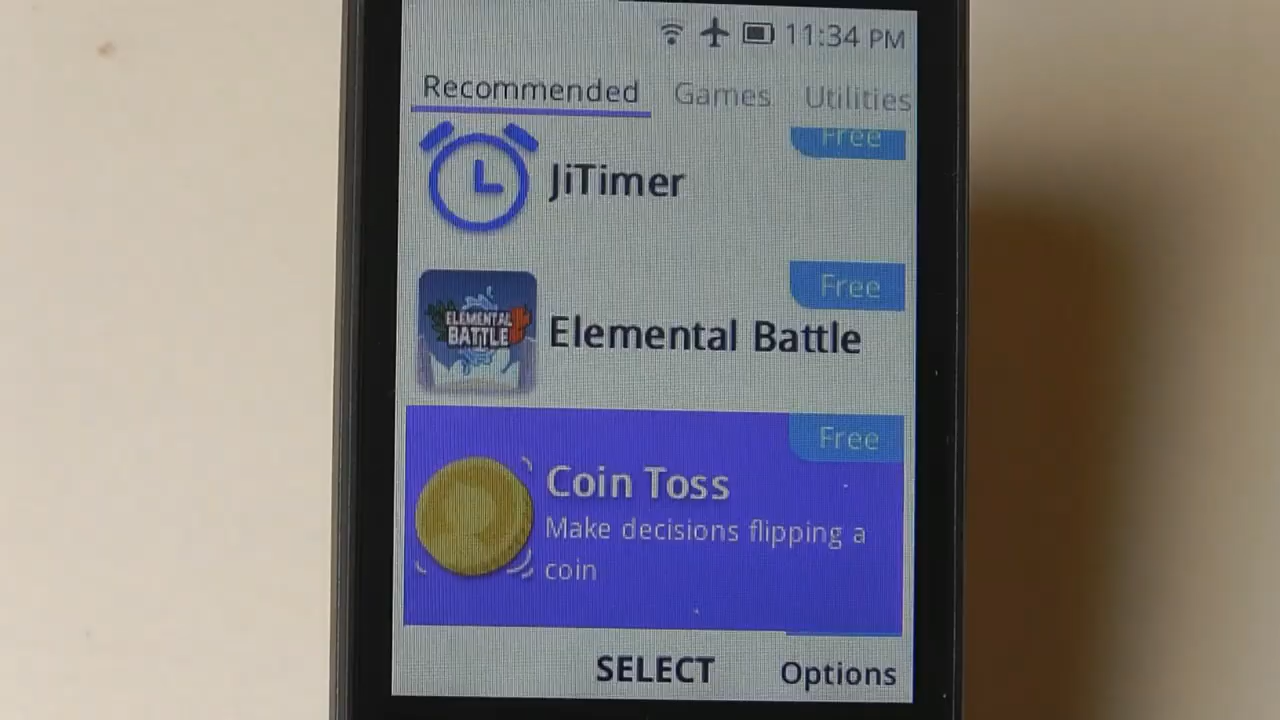 11:34 PM
Recommended Games Utilities
Free
JiTimer
Free
ELEMENTAL
BATTLE
Elemental Battle
Free
Coin Toss
Make decisions flipping a
coin
SELECT Options